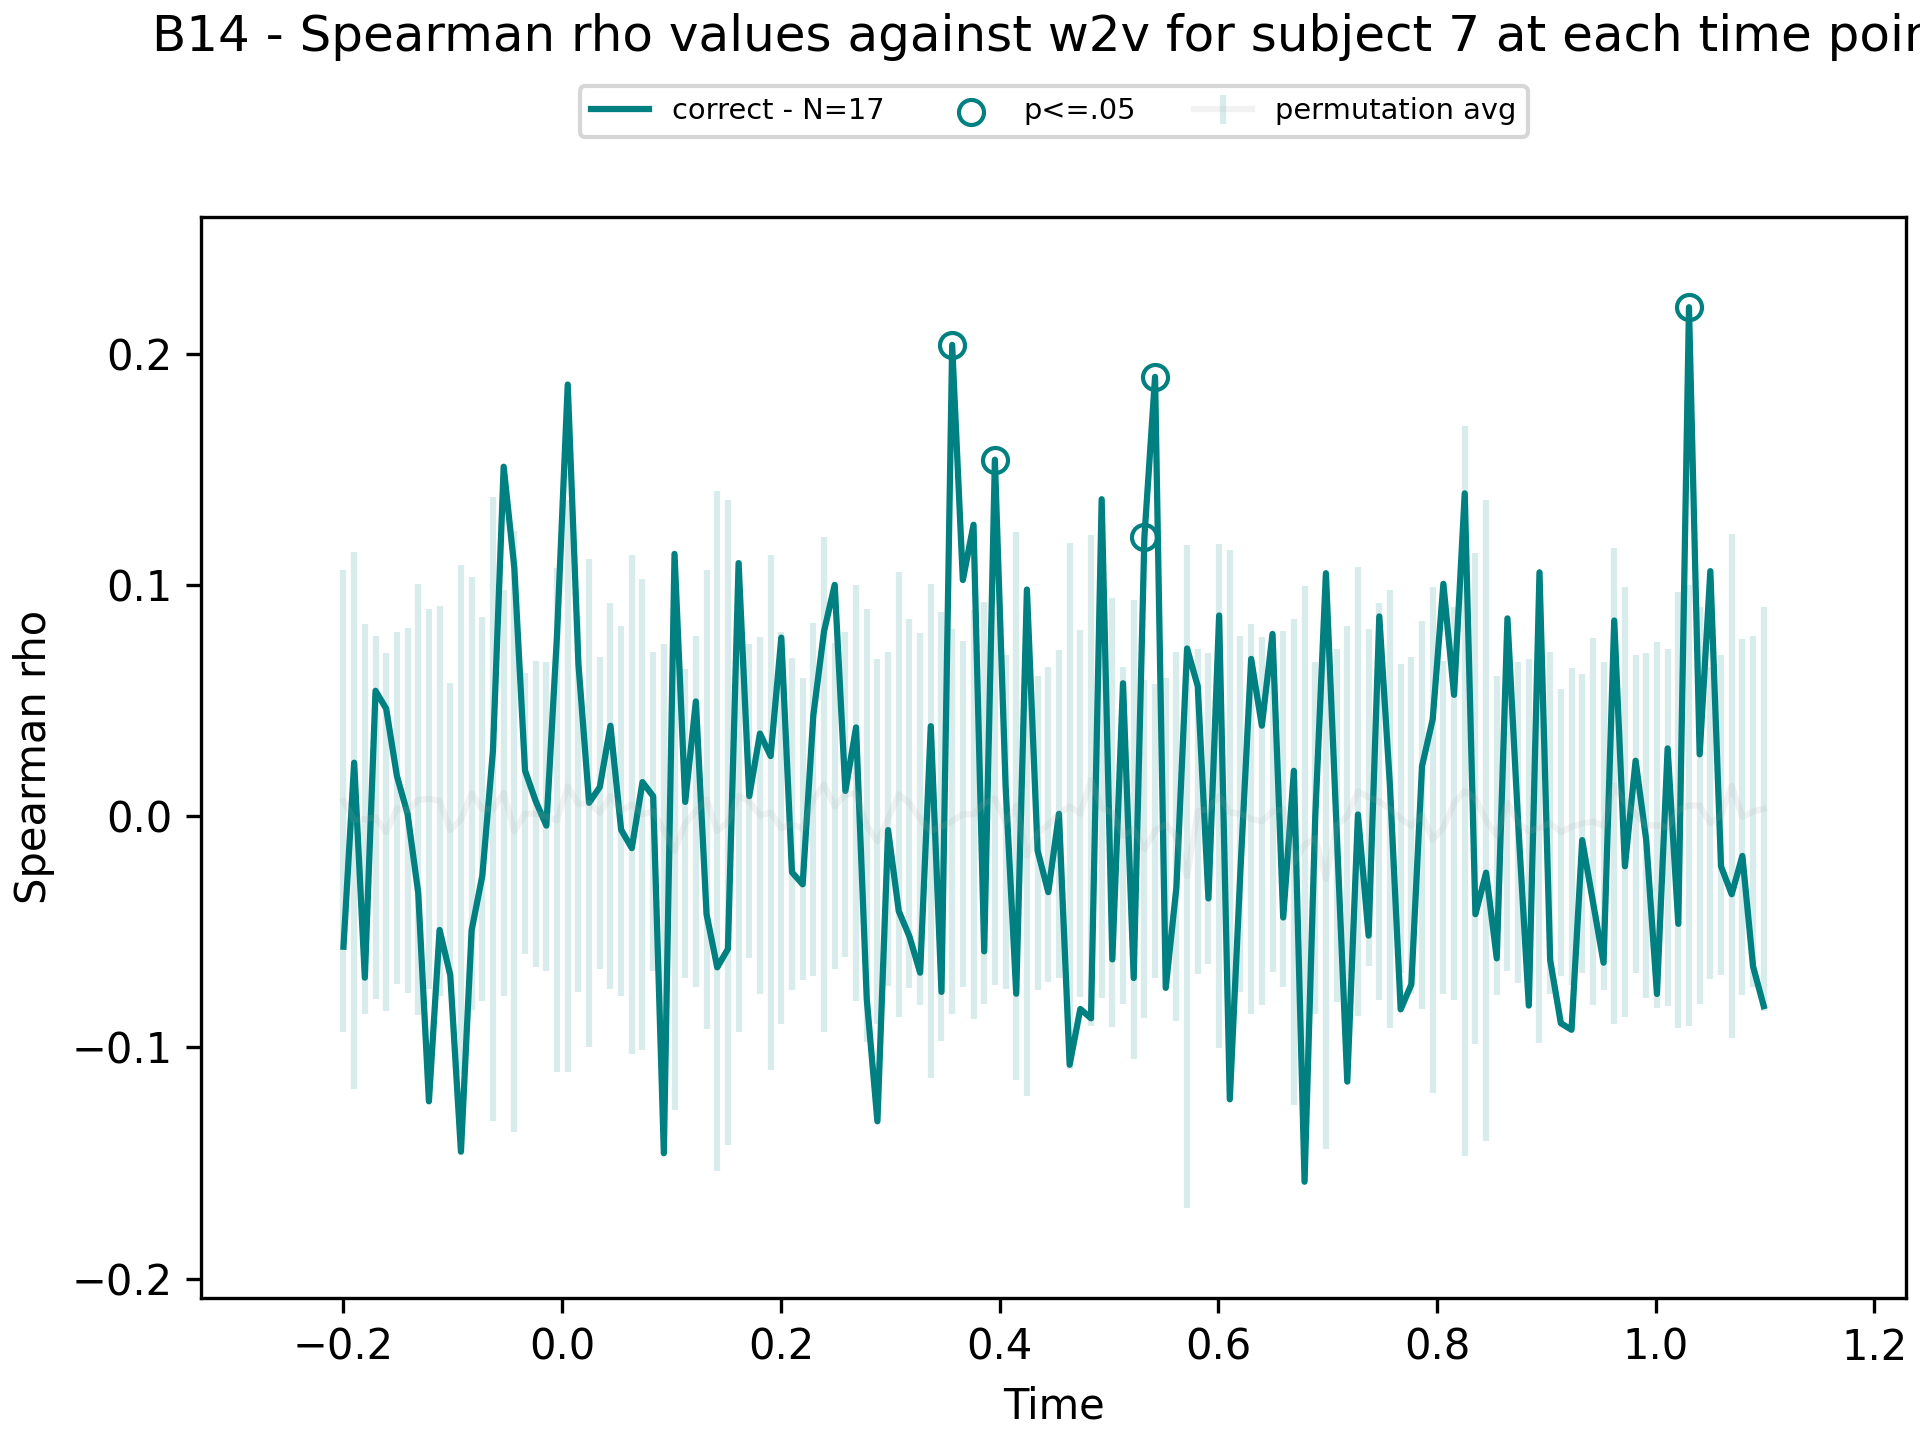 B14 - Spearman rho values against w2v for subject 7 at each time poin
correct - N=17 p<=.05 permutation avg
Spearman rho
0.2
0.1
0.0
−0.1
−0.2
−0.2 0.0 0.2 0.4 0.6 0.8 1.0 1.2
Time